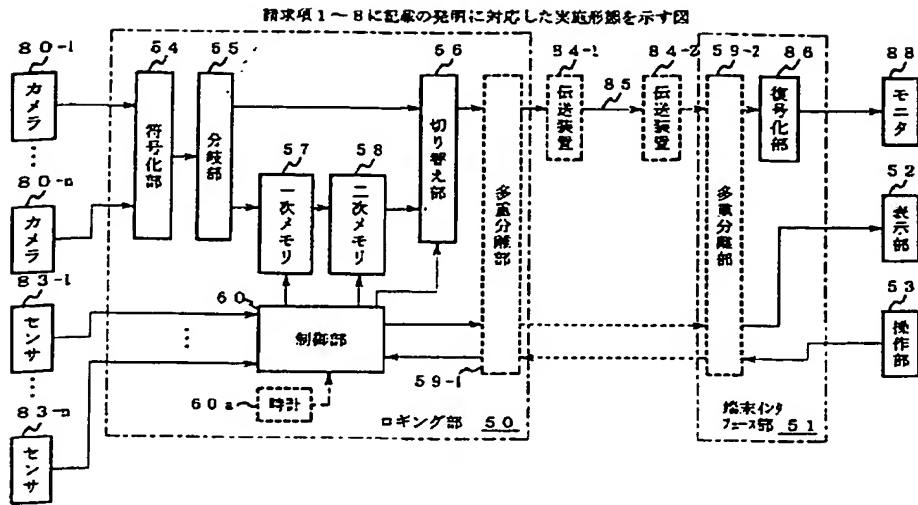 請求項1～8に記載の発明に対応した実施形態を示す図
80-1
カメラ
80-n
カメラ
83-1
センサ
83-n
センサ
54
符号化部
55
分岐部
57
一次メモリ
58
二次メモリ
56
切り替え部
多重分離部
59-1
60
制御部
60a
時計
ロギング部 50
84-1
伝送装置
85
84-2
伝送装置
59-2
多重分離部
86
復号化部
端末インタ
フェース部 51
88
モニタ
52
表示部
53
操作部